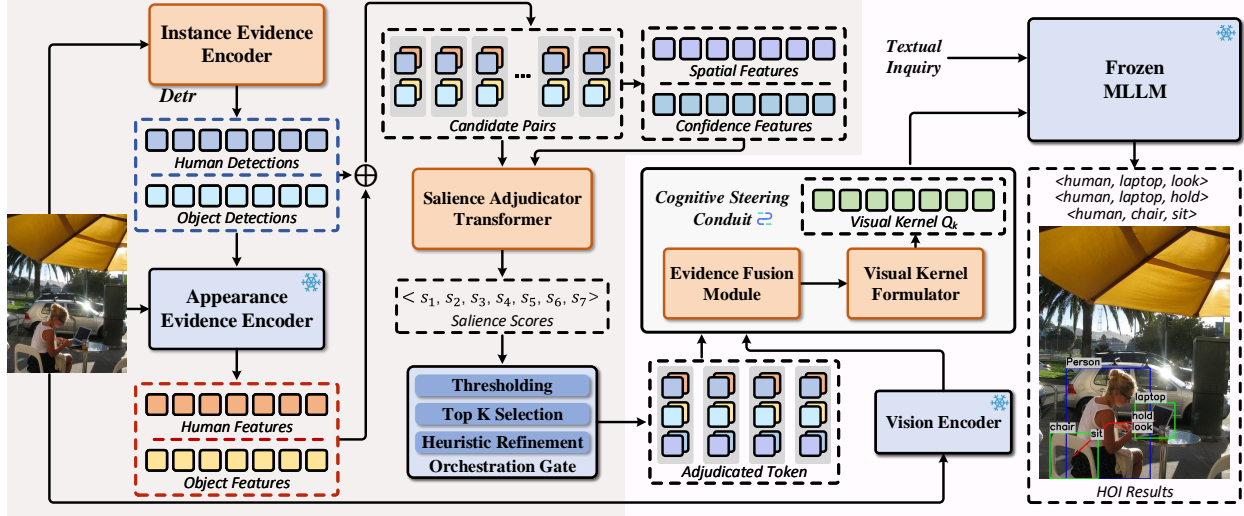 Instance Evidence
Encoder
Detr
Human Detections
Object Detections
Appearance
Evidence Encoder
Human Features
Object Features
Candidate Pairs
Spatial Features
Confidence Features
Salience Adjudicator
Transformer
< s1, s2, s3, s4, s5, s6, s7>
Salience Scores
Thresholding
Top K Selection
Heuristic Refinement
Orchestration Gate
Cognitive Steering
Conduit
Visual Kernel Qk
Evidence Fusion
Module
Visual Kernel
Formulator
Adjudicated Token
Vision Encoder
Textual
Inquiry
Frozen
MLLM
<human, laptop, look>
<human, laptop, hold>
<human, chair, sit>
Person
laptop
hold
look
chair
sit
HOI Results